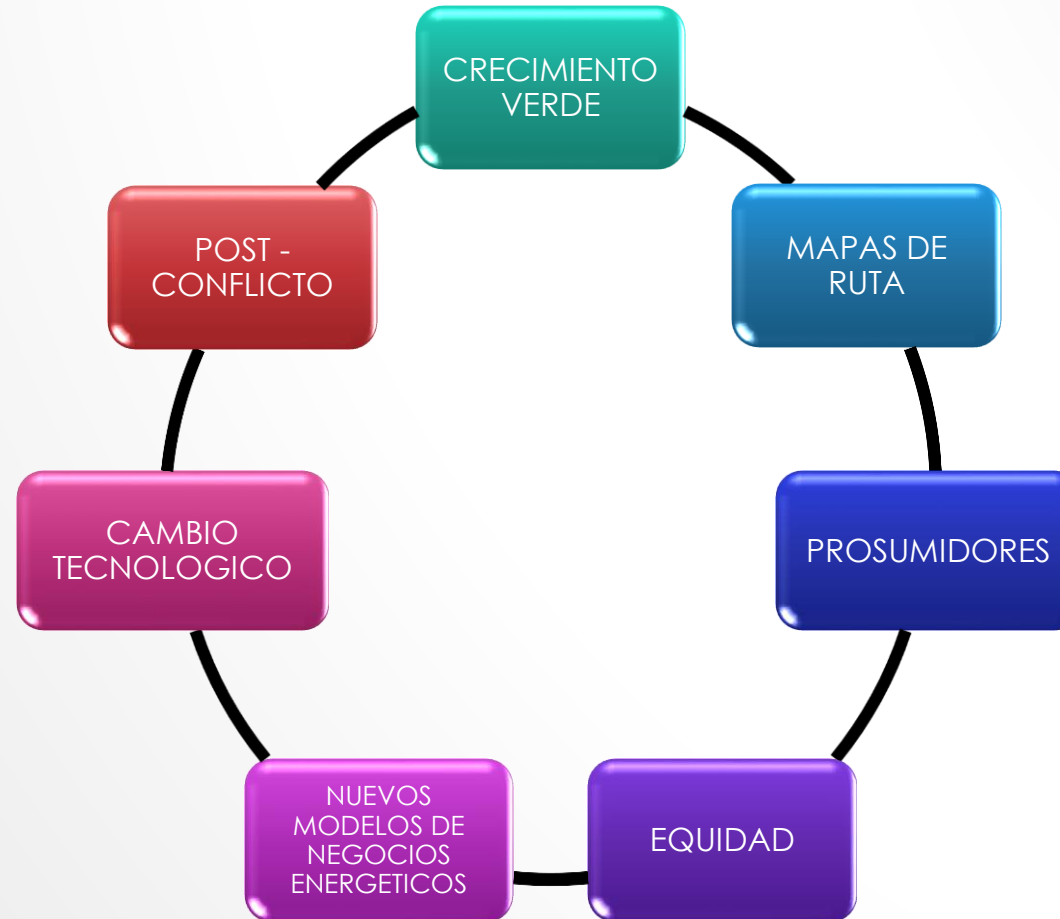 CRECIMIENTO
VERDE
MAPAS DE
RUTA
PROSUMIDORES
EQUIDAD
NUEVOS
MODELOS DE
NEGOCIOS
ENERGETICOS
CAMBIO
TECNOLOGICO
POST -
CONFLICTO